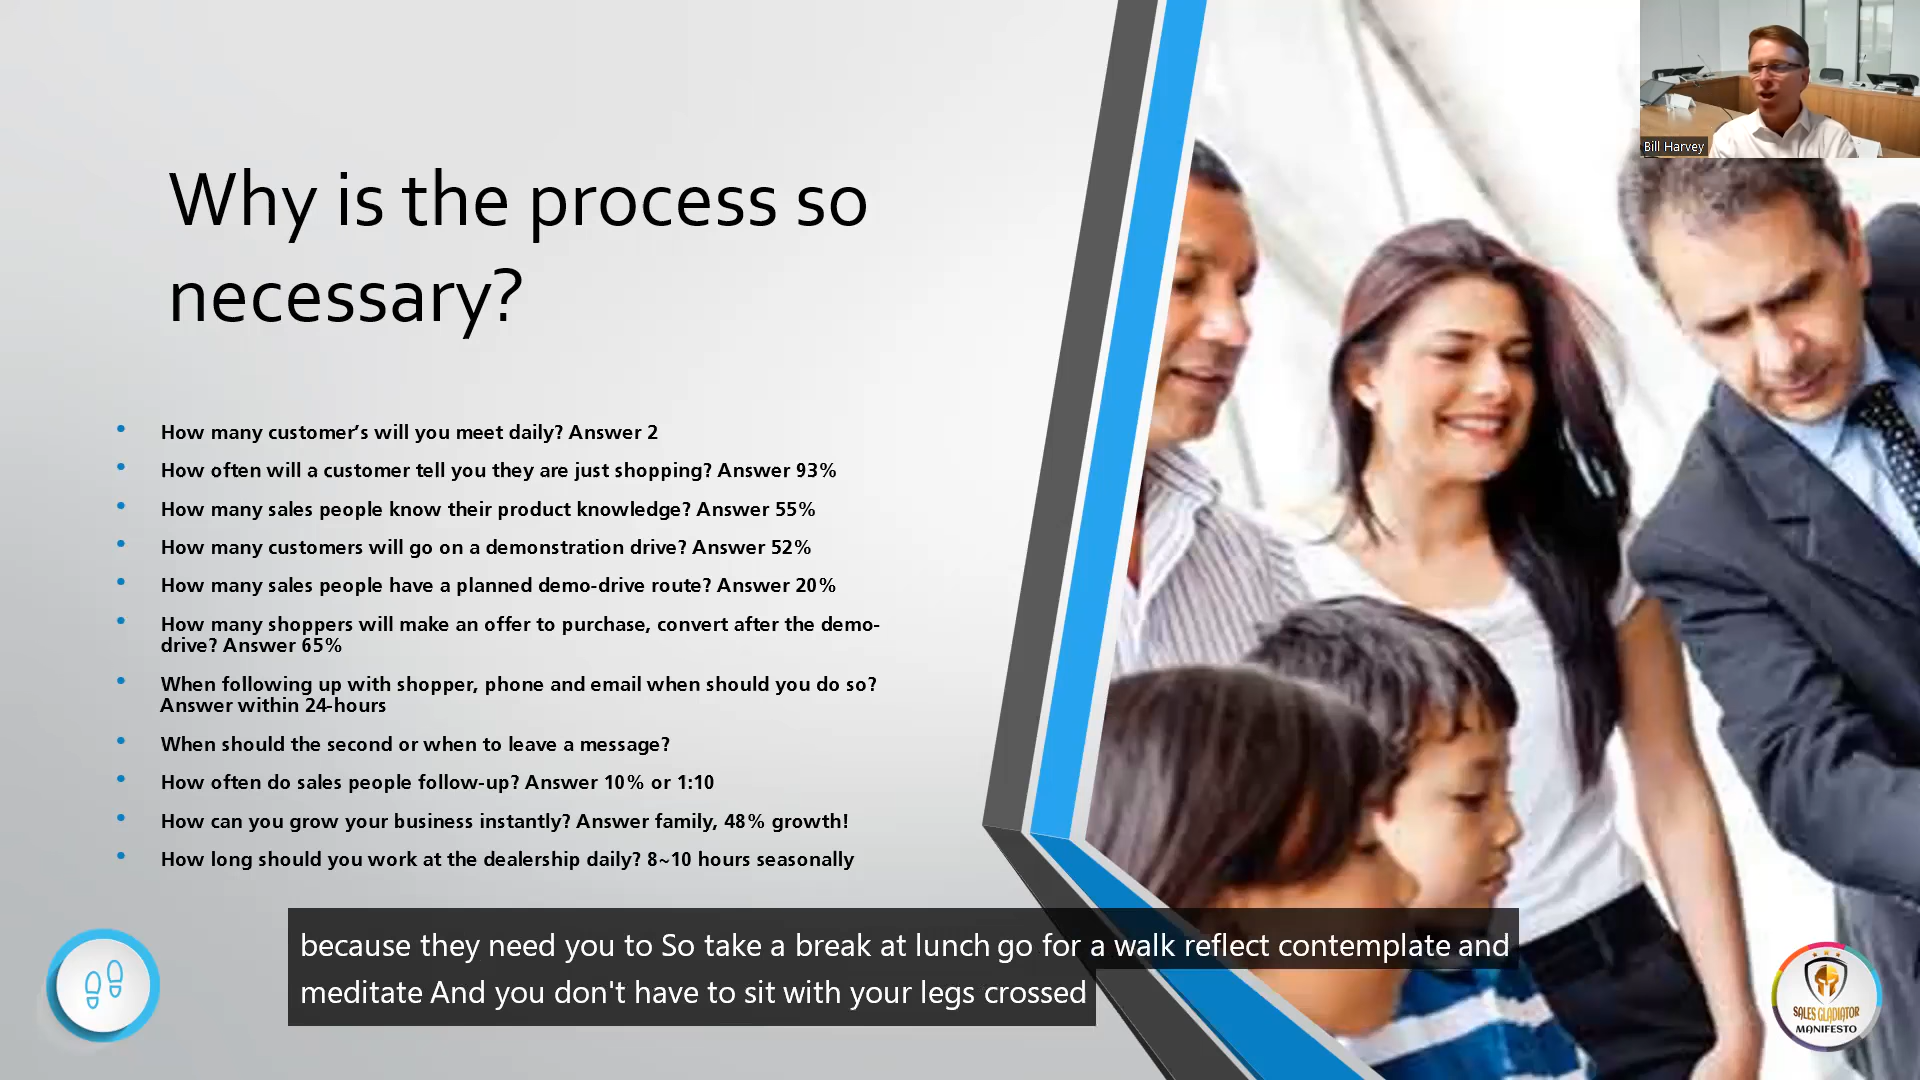 Bill Harvey
Why is the process so
necessary?
How many customer’s will you meet daily? Answer 2
How often will a customer tell you they are just shopping? Answer 93%
How many sales people know their product knowledge? Answer 55%
How many customers will go on a demonstration drive? Answer 52%
How many sales people have a planned demo-drive route? Answer 20%
How many shoppers will make an offer to purchase, convert after the demo-
drive? Answer 65%
When following up with shopper, phone and email when should you do so?
Answer within 24-hours
When should the second or when to leave a message?
How often do sales people follow-up? Answer 10% or 1:10
How can you grow your business instantly? Answer family, 48% growth!
How long should you work at the dealership daily? 8~10 hours seasonally
because they need you to So take a break at lunch go for a walk reflect contemplate and
meditate And you don't have to sit with your legs crossed
SALES GLADIATOR
MANIFESTO